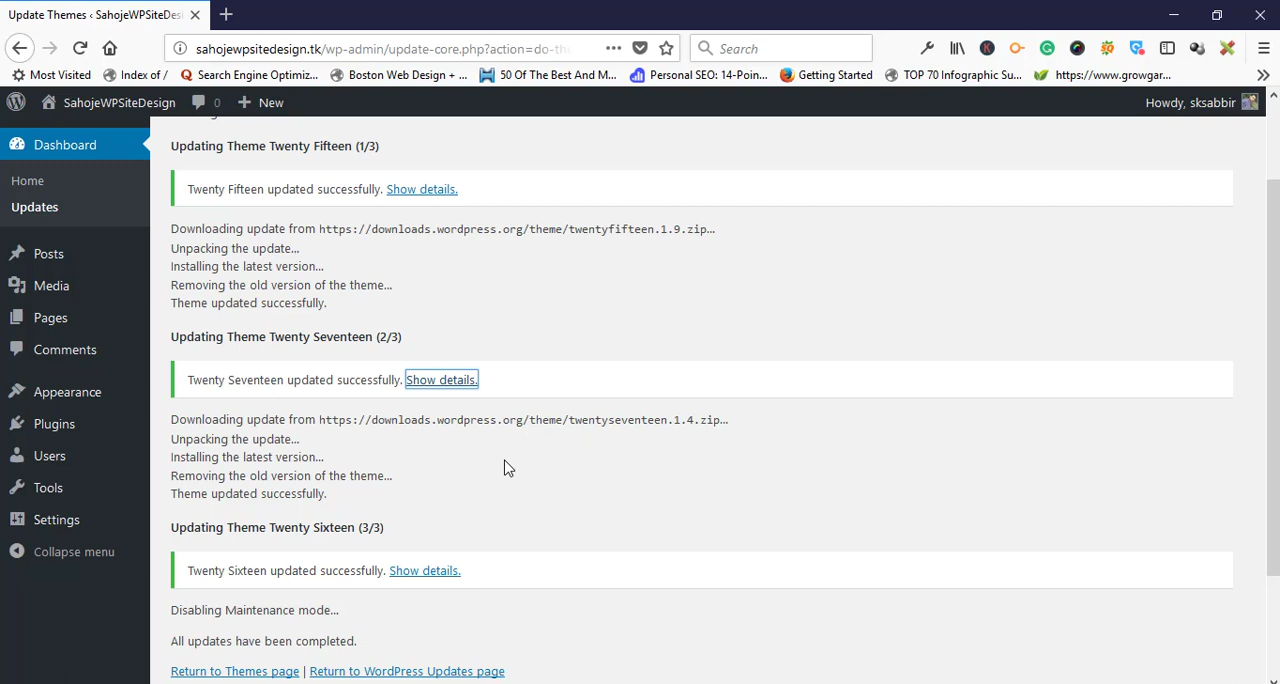 Update Themes ‹ SahojeWPSiteDesi
sahojewpsitedesign.tk/wp-admin/update-core.php?action=do-the
Search
Most Visited
Index of /
Search Engine Optimiz...
Boston Web Design + ...
50 Of The Best And M...
Personal SEO: 14-Poin...
Getting Started
TOP 70 Infographic Su...
https://www.growgar...
SahojeWPSiteDesign 0 New
Howdy, sksabbir
Dashboard
Home
Updates
Posts
Media
Pages
Comments
Appearance
Plugins
Users
Tools
Settings
Collapse menu
Updating Theme Twenty Fifteen (1/3)
Twenty Fifteen updated successfully. Show details.
Downloading update from https://downloads.wordpress.org/theme/twentyfifteen.1.9.zip…
Unpacking the update…
Installing the latest version…
Removing the old version of the theme…
Theme updated successfully.
Updating Theme Twenty Seventeen (2/3)
Twenty Seventeen updated successfully. Show details.
Downloading update from https://downloads.wordpress.org/theme/twentyseventeen.1.4.zip…
Unpacking the update…
Installing the latest version…
Removing the old version of the theme…
Theme updated successfully.
Updating Theme Twenty Sixteen (3/3)
Twenty Sixteen updated successfully. Show details.
Disabling Maintenance mode…
All updates have been completed.
Return to Themes page | Return to WordPress Updates page